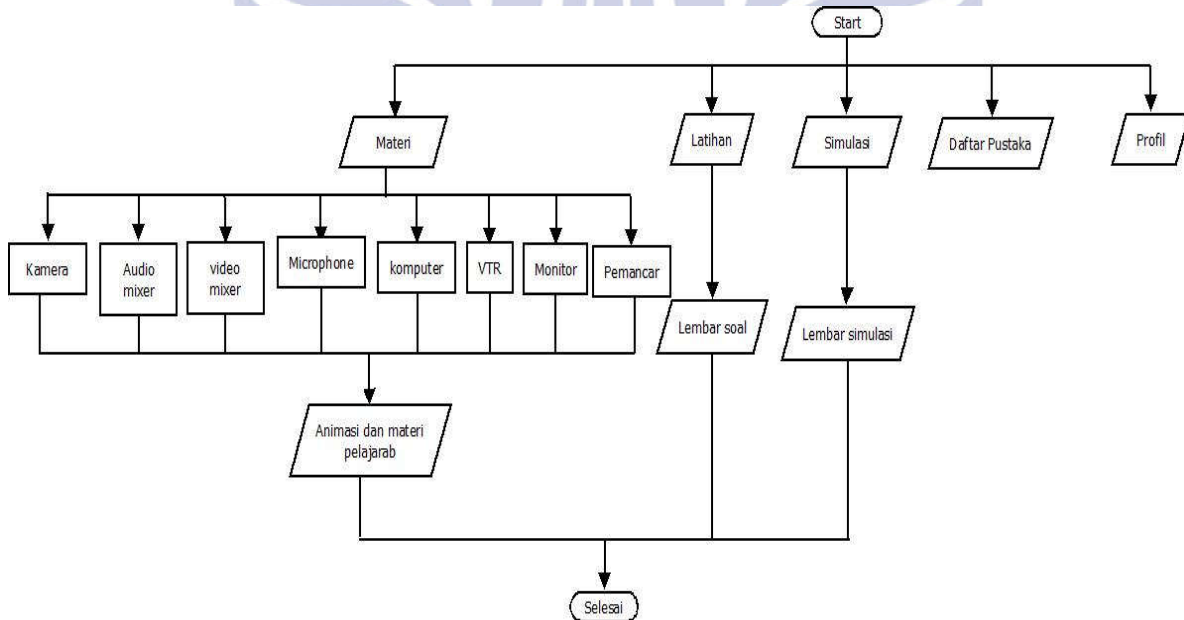 Start
Materi
Latihan
Simulasi
Daftar Pustaka
Profil
Kamera
Audio
mixer
video
mixer
Microphone
komputer
VTR
Monitor
Pemancar
Lembar soal
Lembar simulasi
Animasi dan materi
pelajarab
Selesai